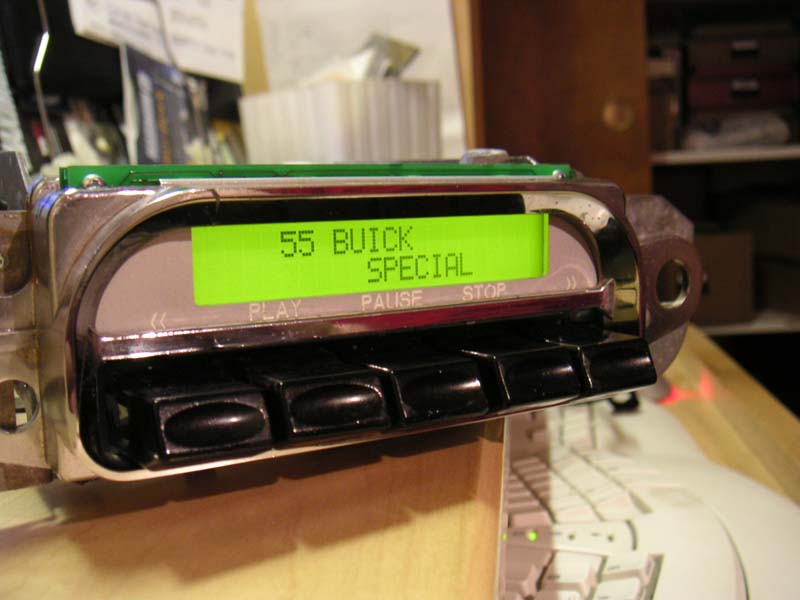 55 BUICK
SPECIAL
<< PLAY PAUSE STOP >>